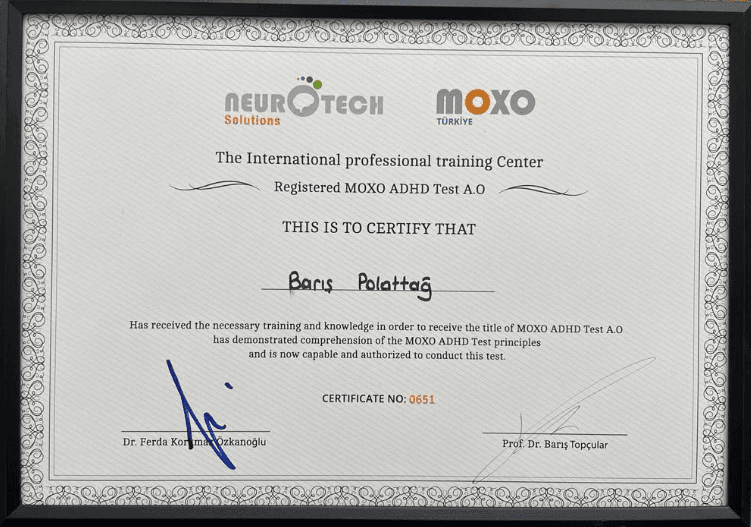 NEUROTECH
Solutions
MOXO
TÜRKİYE
The International professional training Center
Registered MOXO ADHD Test A.O
THIS IS TO CERTIFY THAT
Barış Polattağ
Has received the necessary training and knowledge in order to receive the title of MOXO ADHD Test A.O
has demonstrated comprehension of the MOXO ADHD Test principles
and is now capable and authorized to conduct this test.
CERTIFICATE NO: 0651
Dr. Ferda Korkmaz Özkanoğlu
Prof. Dr. Barış Topçular